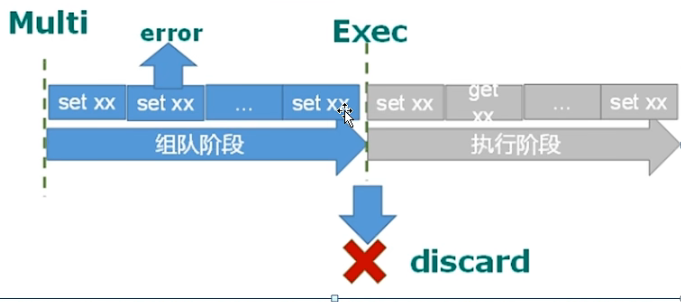 Multi
error
Exec
set xx
set xx
...
set xx
set xx
get
xx
...
set xx
组队阶段
执行阶段
discard